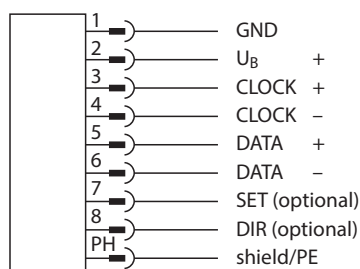 1 GND
2 U_B +
3 CLOCK +
4 CLOCK –
5 DATA +
6 DATA –
7 SET (optional)
8 DIR (optional)
PH shield/PE